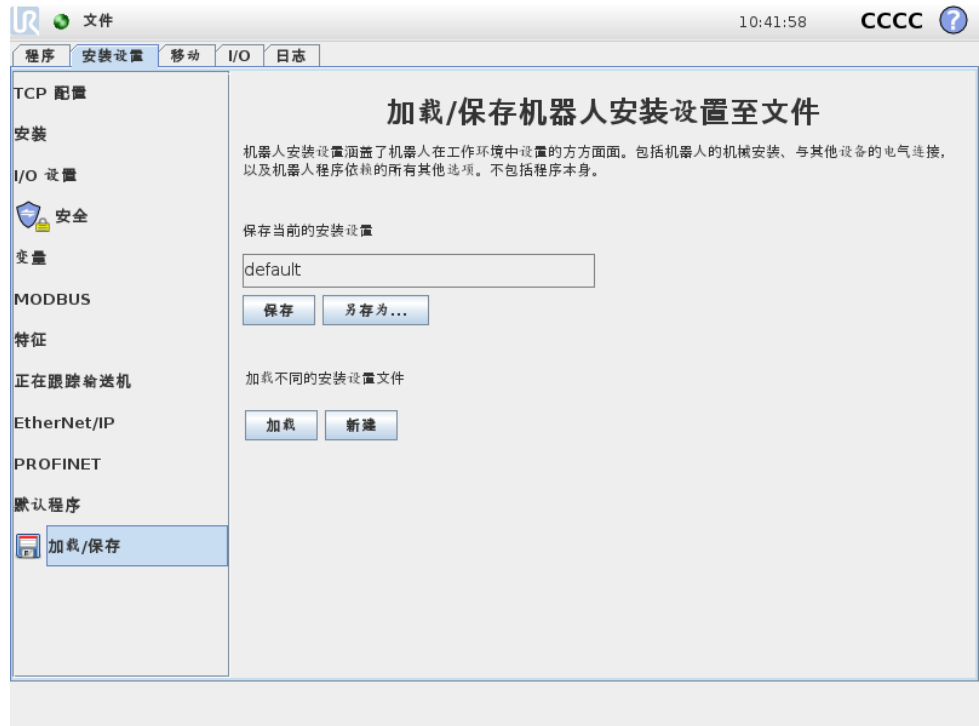 UR 文件 10:41:58 CCCC ?
程序 安装设置 移动 I/O 日志
TCP 配置
安装
I/O 设置
安全
变量
MODBUS
特征
正在跟踪输送机
EtherNet/IP
PROFINET
默认程序
加载/保存
加载/保存机器人安装设置至文件
机器人安装设置涵盖了机器人在工作环境中设置的方方面面。包括机器人的机械安装、与其他设备的电气连接，
以及机器人程序依赖的所有其他选项。不包括程序本身。
保存当前的安装设置
default
保存 另存为...
加载不同的安装设置文件
加载 新建